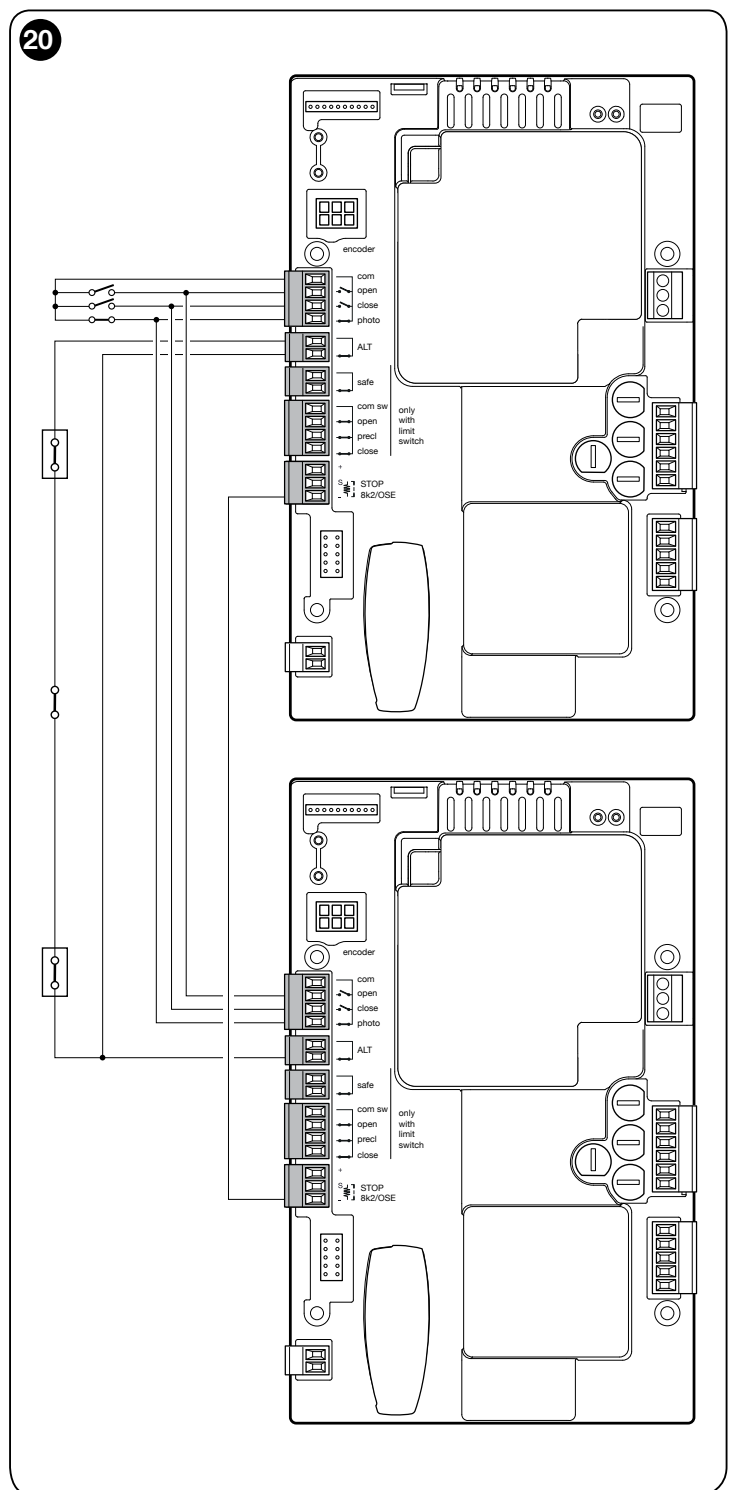 20
encoder
com
open
close
photo
ALT
safe
com sw
open
precl
close
only
with
limit
switch
+
S
-
STOP
8k2/OSE
encoder
com
open
close
photo
ALT
safe
com sw
open
precl
close
only
with
limit
switch
+
S
-
STOP
8k2/OSE